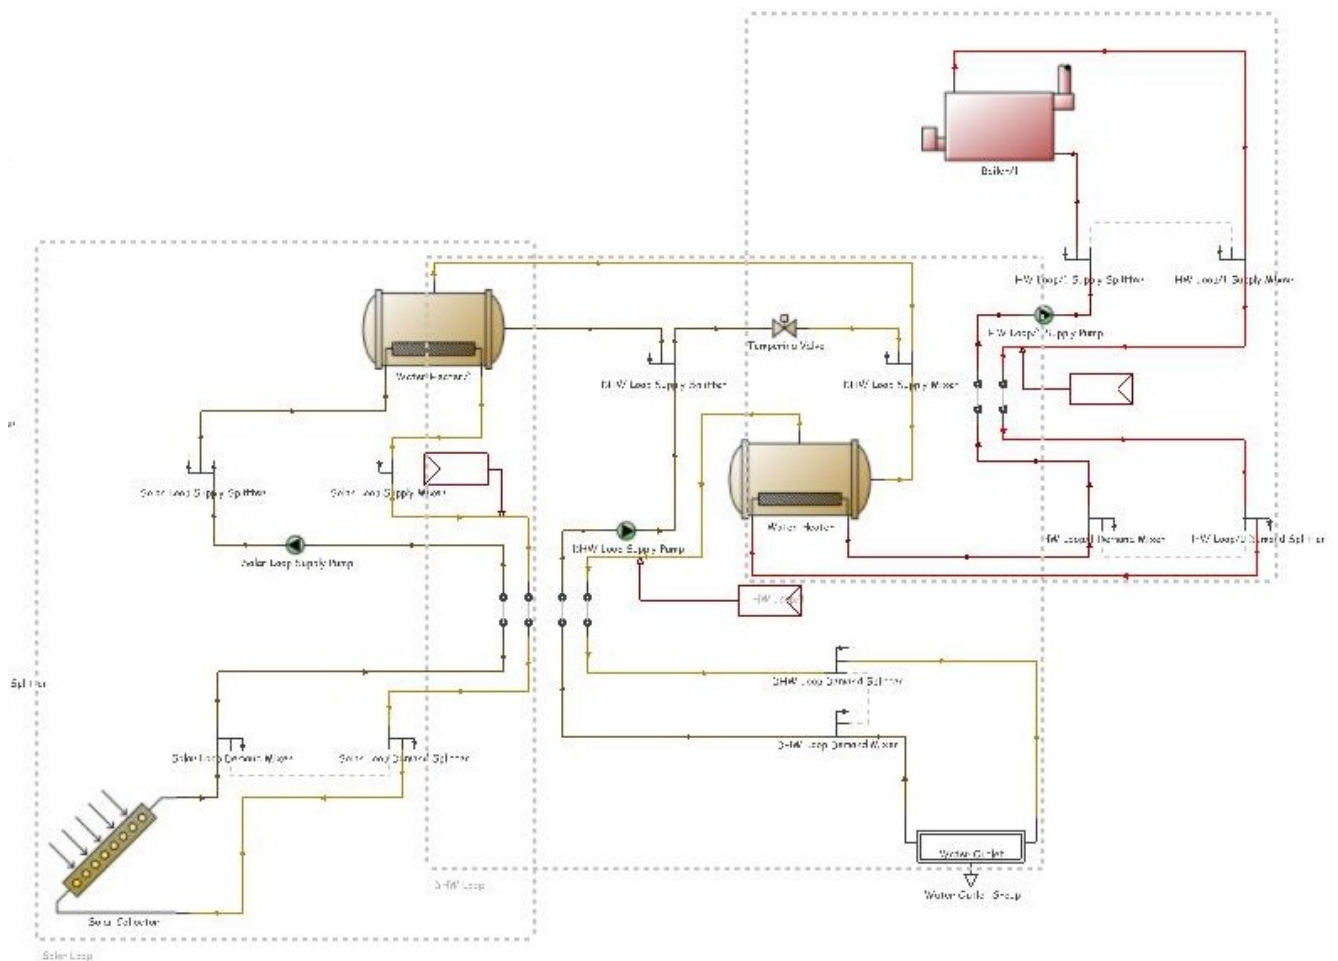 Boiler/1
HW Loop/1 Supply Splitter
HW Loop/1 Supply Mixer
HW Loop/1 Supply Pump
Tempering Valve
Water Heater/1
DHW Loop Supply Splitter
DHW Loop Supply Mixer
Solar Loop Supply Splitter
Solar Loop Supply Mixer
Water Heater
HW Loop/1 Demand Mixer
HW Loop/1 Demand Splitter
DHW Loop Supply Pump
Solar Loop Supply Pump
HW Loop/1
Splitter
DHW Loop Demand Splitter
DHW Loop Demand Mixer
Solar Loop Demand Mixer
Solar Loop Demand Splitter
Water Outlet
DHW Loop
Water Outlet Group
Solar Collector
Solar Loop